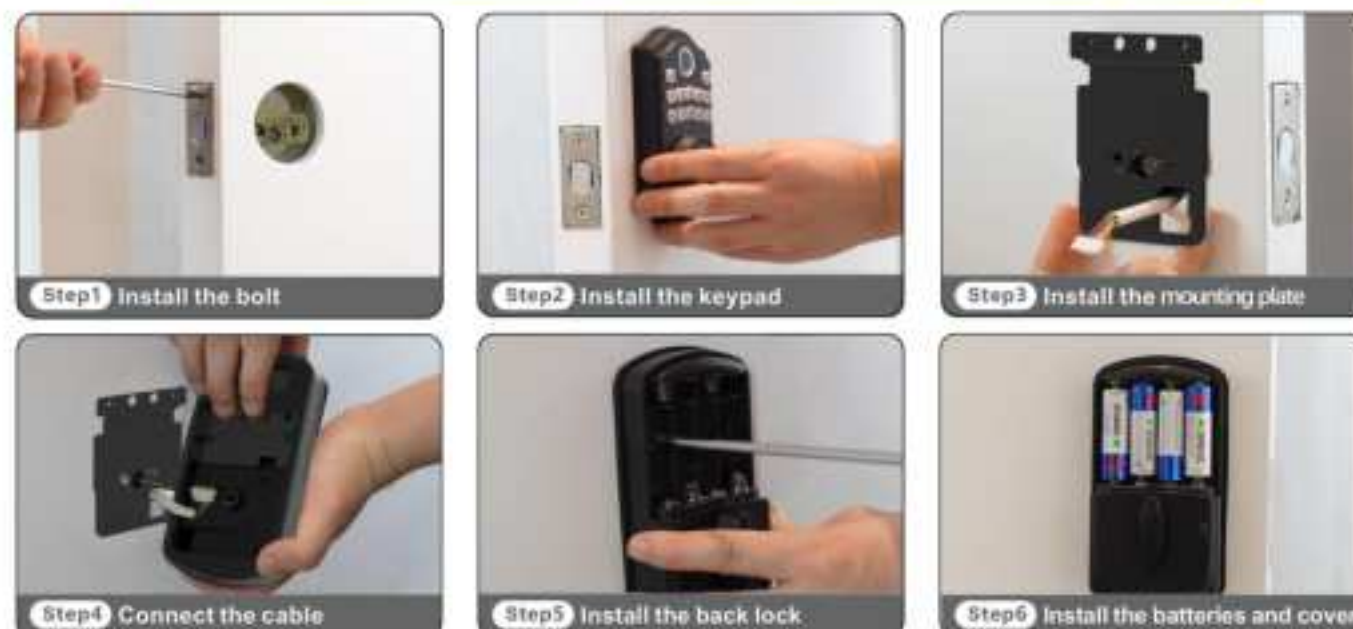 Step1 Install the bolt
Step2 Install the keypad
Step3 Install the mounting plate
Step4 Connect the cable
Step5 Install the back lock
Step6 Install the batteries and cover